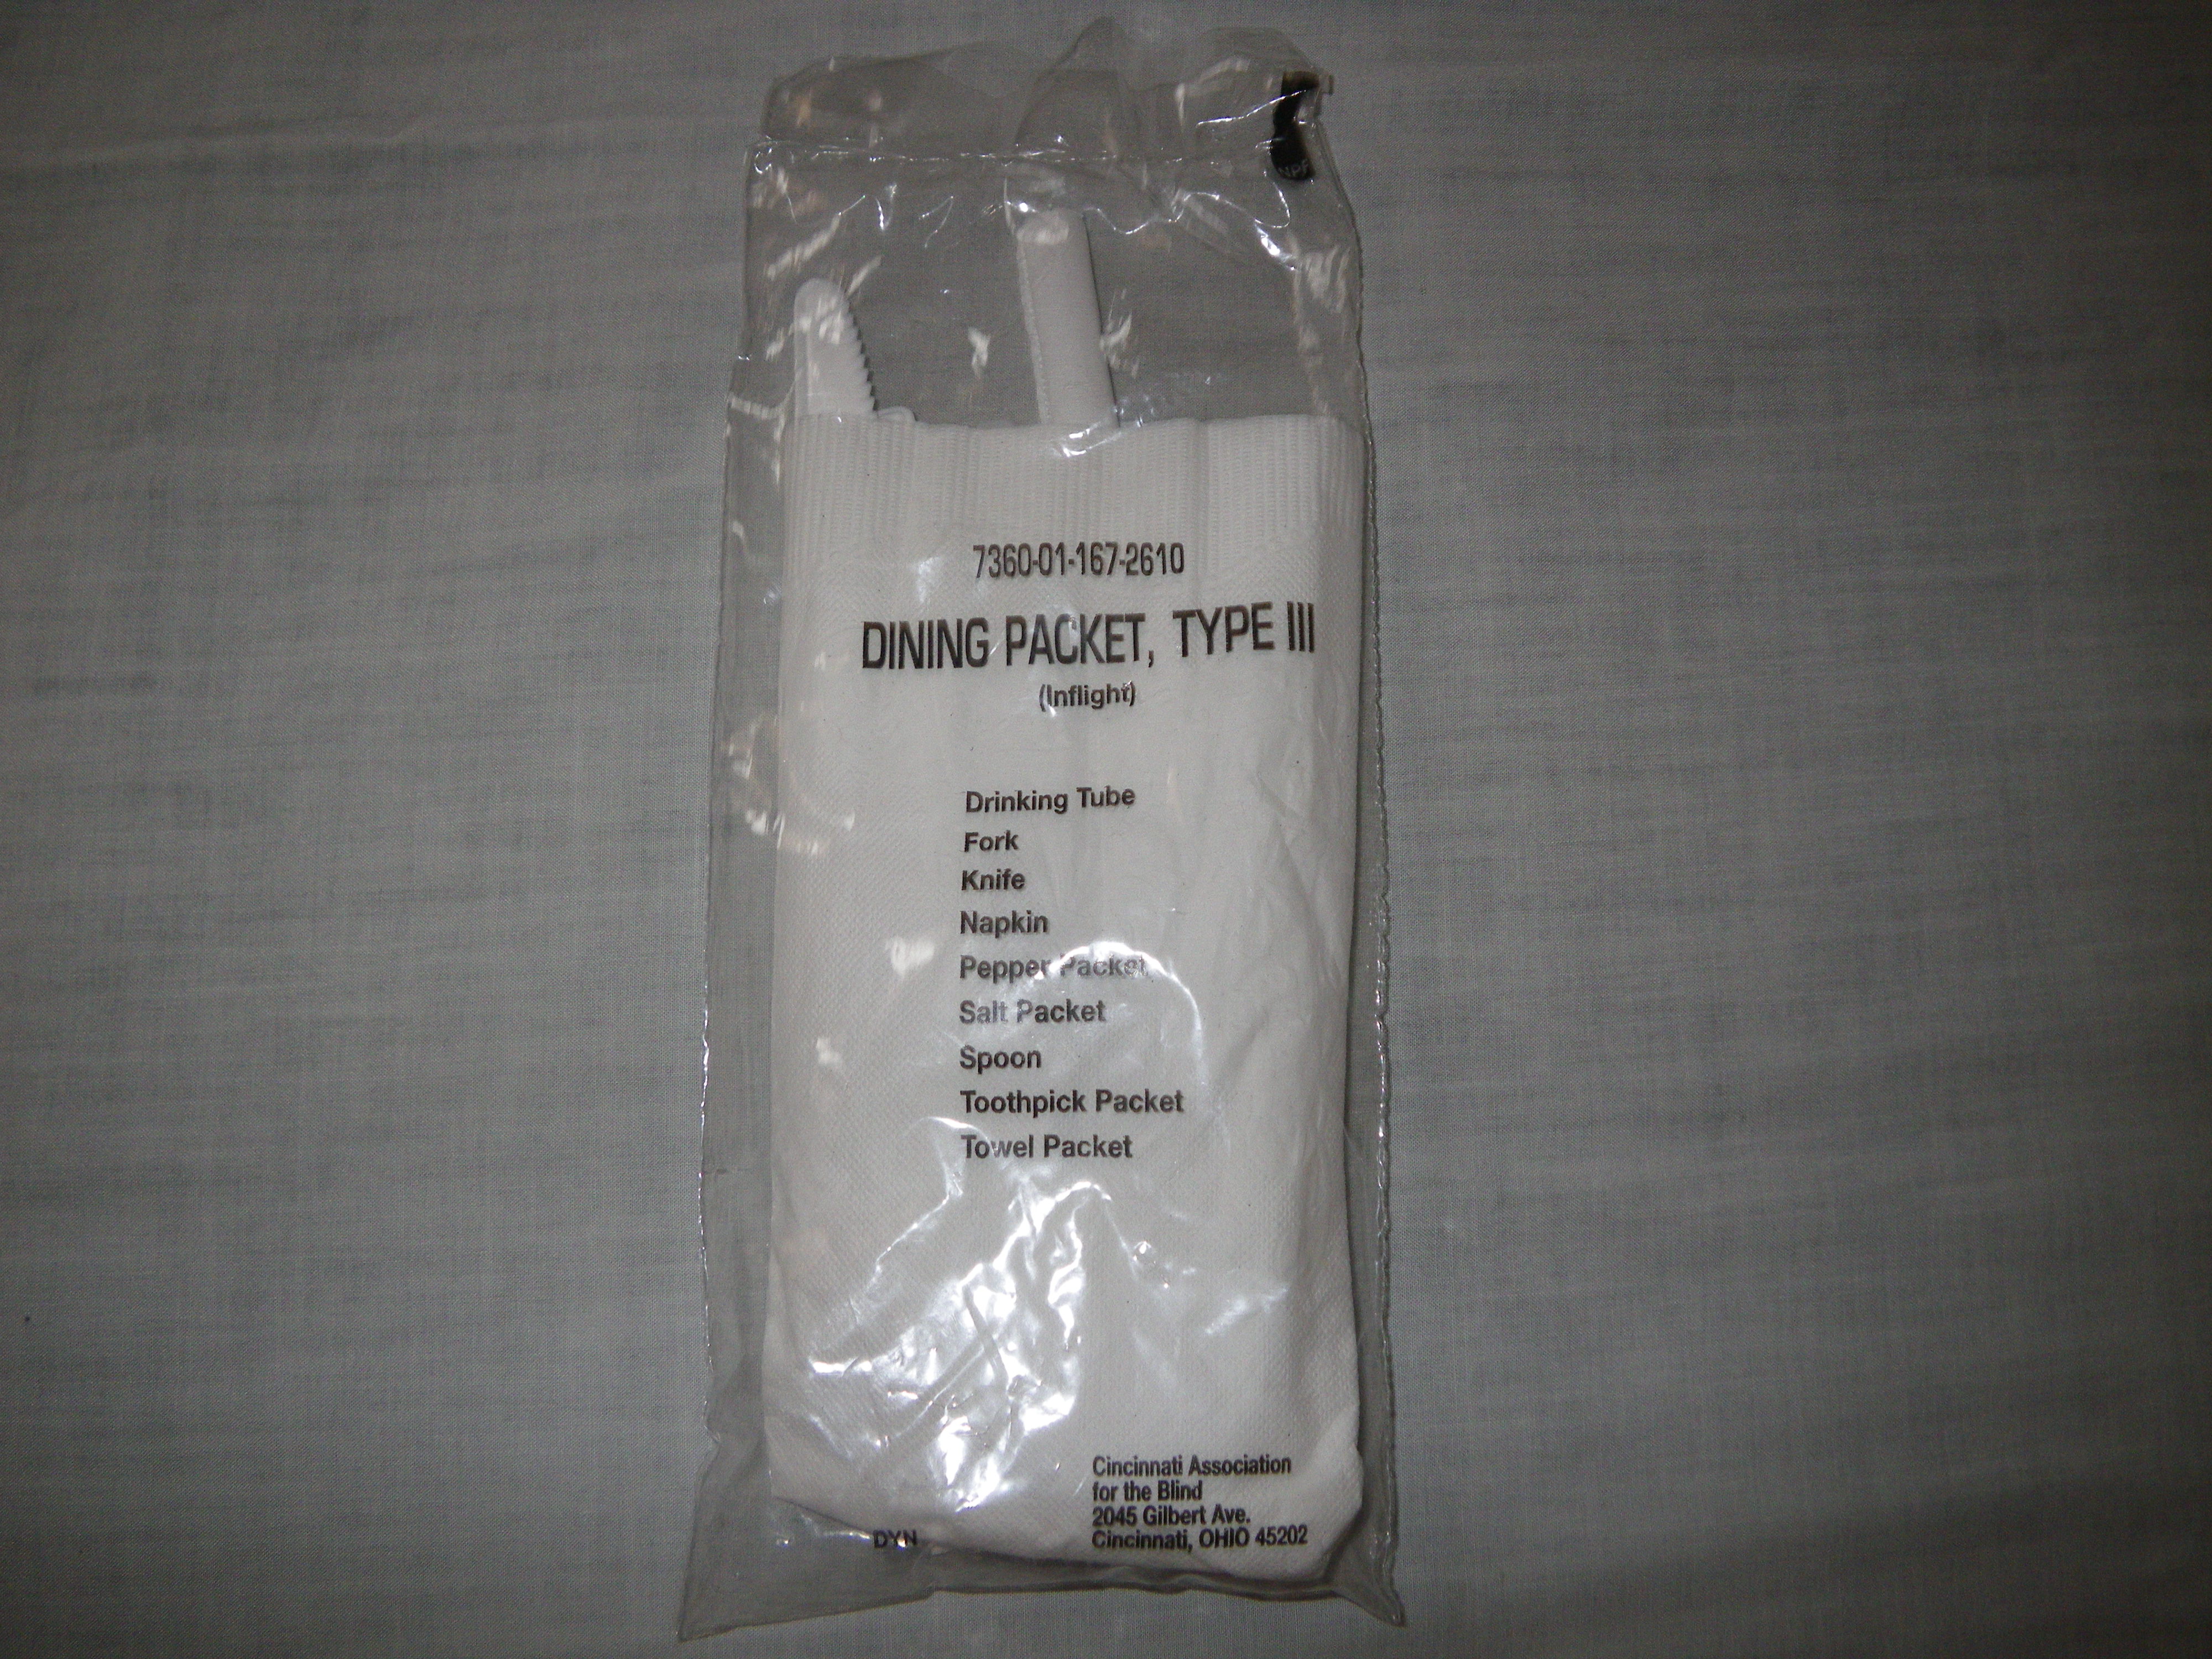 7360-01-167-2610
DINING PACKET, TYPE III
(Inflight)
Drinking Tube
Fork
Knife
Napkin
Pepper Packet
Salt Packet
Spoon
Toothpick Packet
Towel Packet
Cincinnati Association
for the Blind
2045 Gilbert Ave.
DYN Cincinnati, OHIO 45202